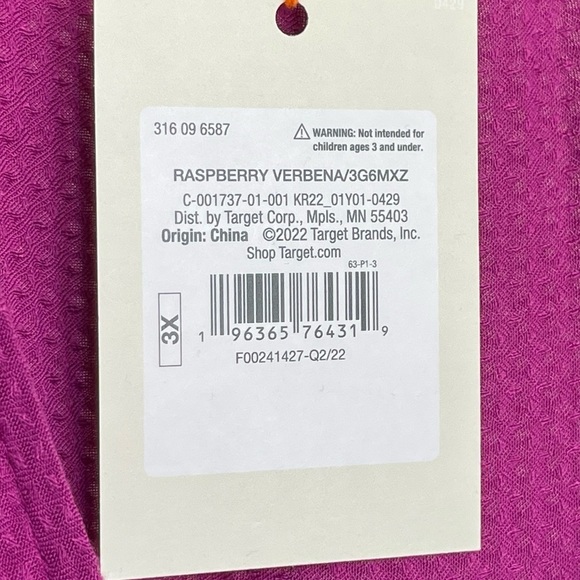 0429
316 09 6587
⚠ WARNING: Not intended for
children ages 3 and under.
RASPBERRY VERBENA/3G6MXZ
C-001737-01-001 KR22_01Y01-0429
Dist. by Target Corp., Mpls., MN 55403
Origin: China ©2022 Target Brands, Inc.
Shop Target.com
63-P1-3
3X
1 96365 76431 9
F00241427-Q2/22